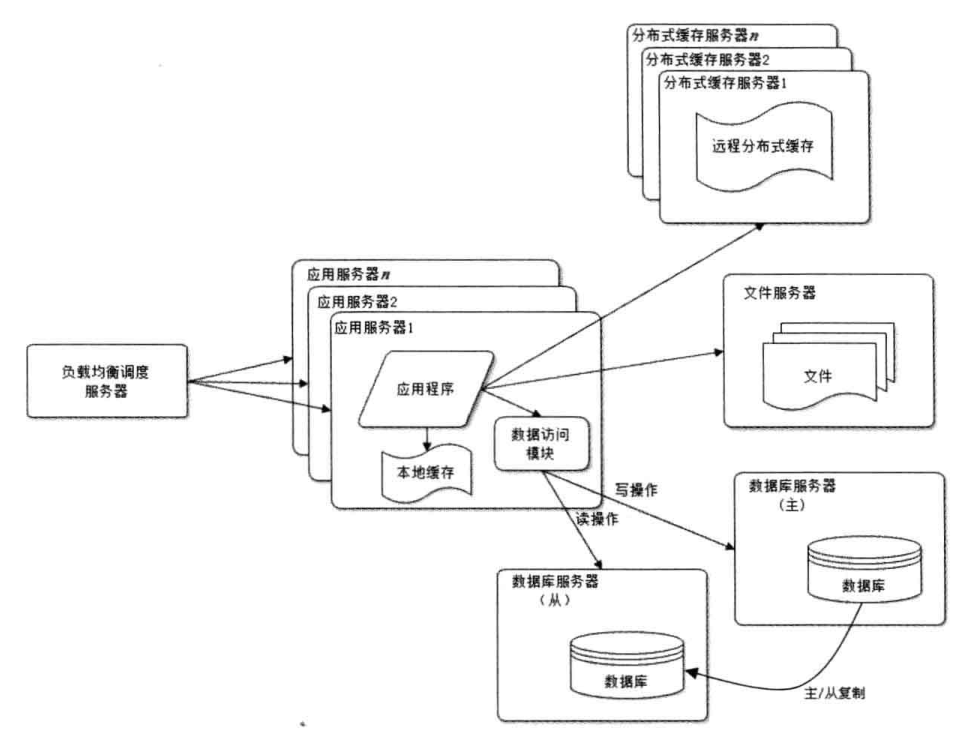 分布式缓存服务器n
分布式缓存服务器2
分布式缓存服务器1
远程分布式缓存
应用服务器n
应用服务器2
应用服务器1
文件服务器
文件
负载均衡调度
服务器
应用程序
数据访问
模块
本地缓存
写操作
读操作
数据库服务器
(主)
数据库
数据库服务器
(从)
数据库
主/从复制